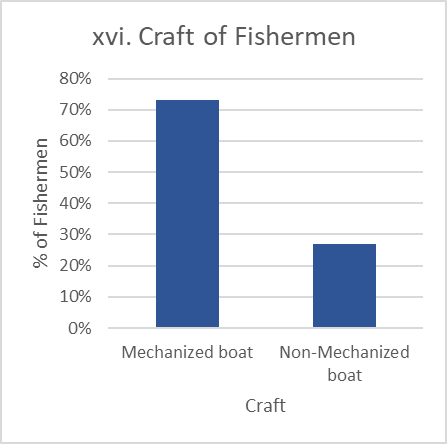 xvi. Craft of Fishermen
80%
70%
60%
50%
40%
30%
20%
10%
0%
% of Fishermen
Mechanized boat
Non-Mechanized
boat
Craft